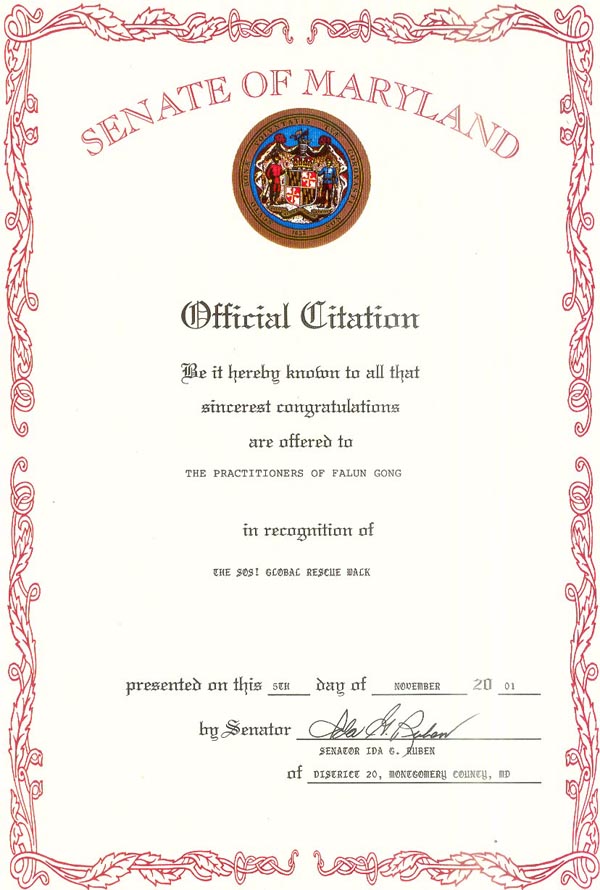 SENATE OF MARYLAND
Official Citation
Be it hereby known to all that
sincerest congratulations
are offered to
THE PRACTITIONERS OF FALUN GONG
in recognition of
THE SOS! GLOBAL RESCUE WALK
presented on this 5TH day of NOVEMBER 20 01
by Senator Ida G. Ruben
SENATOR IDA G. RUBEN
of DISTRICT 20, MONTGOMERY COUNTY, MD